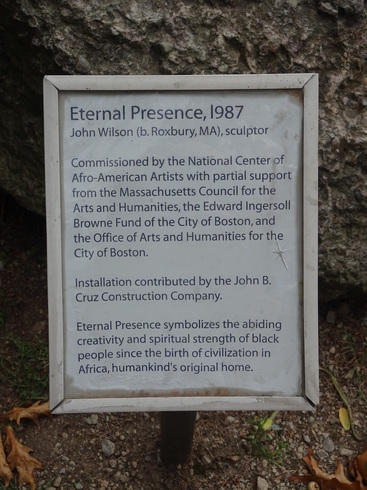 Eternal Presence, 1987
John Wilson (b. Roxbury, MA), sculptor
Commissioned by the National Center of
Afro-American Artists with partial support
from the Massachusetts Council for the
Arts and Humanities, the Edward Ingersoll
Browne Fund of the City of Boston, and
the Office of Arts and Humanities for the
City of Boston.
Installation contributed by the John B.
Cruz Construction Company.
Eternal Presence symbolizes the abiding
creativity and spiritual strength of black
people since the birth of civilization in
Africa, humankind's original home.